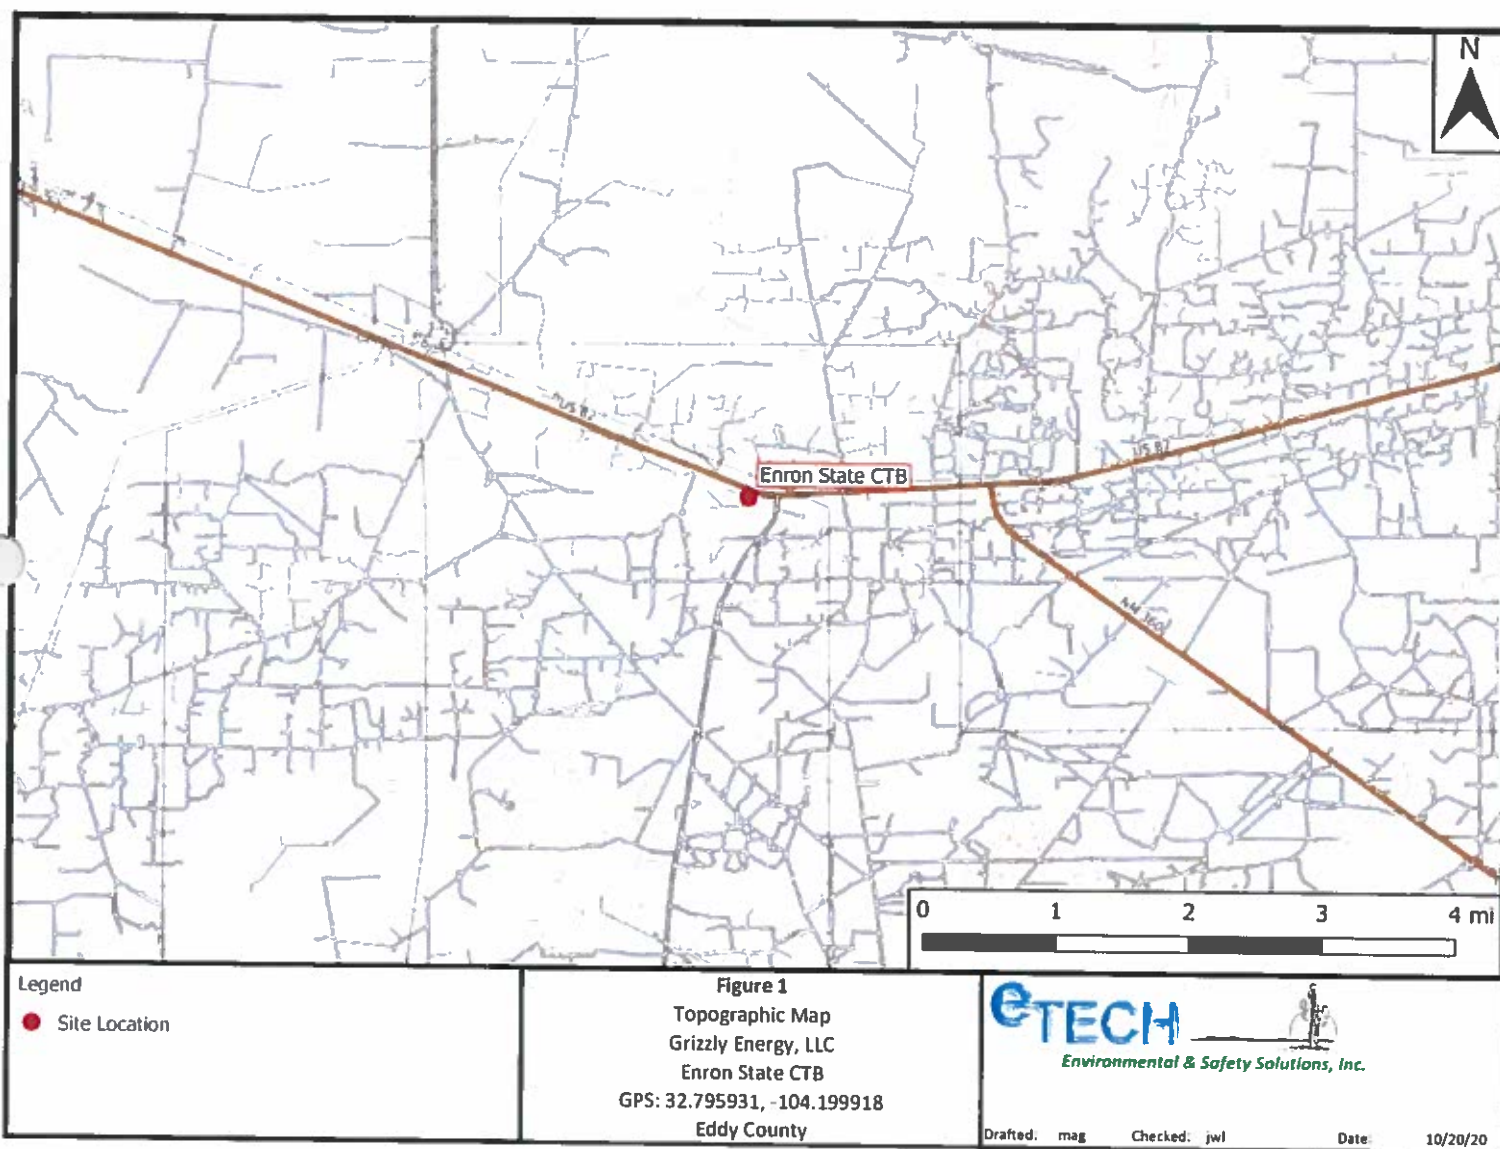 N
US 82
Enron State CTB
US 82
NM 360
0 1 2 3 4 mi
Legend
Site Location
Figure 1
Topographic Map
Grizzly Energy, LLC
Enron State CTB
GPS: 32.795931, -104.199918
Eddy County
eTECH
Environmental & Safety Solutions, Inc.
Drafted: mag Checked: jwl Date: 10/20/20